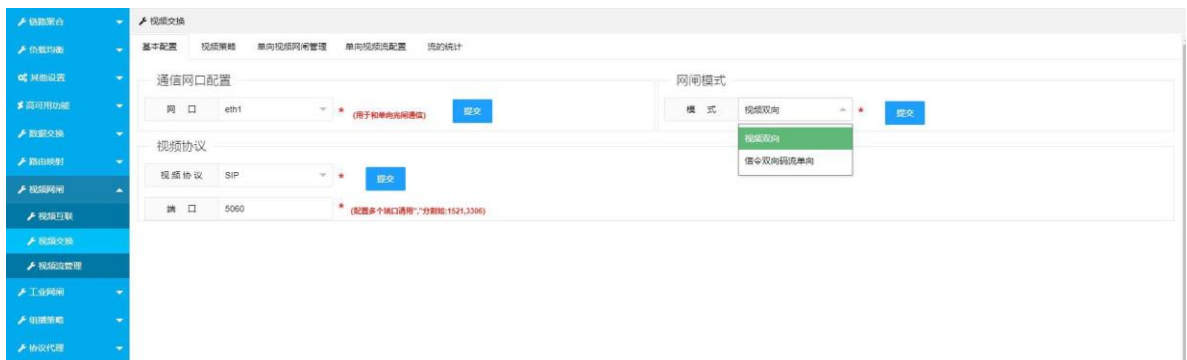 链路聚合
负载均衡
其他设置
高可用功能
数据交换
路由映射
视频网闸
视频互联
视频交换
视频流管理
工业网闸
组播策略
协议代理
视频交换
基本配置 视频策略 单向视频网闸管理 单向视频流配置 流的统计
通信网口配置
网 口 eth1 * (用于和单向光闸通信) 提交
网闸模式
模 式 视频双向 * 提交
视频双向
信令双向码流单向
视频协议
视频协议 SIP * 提交
端 口 5060 * (配置多个端口请用","分割如:1521,3306)